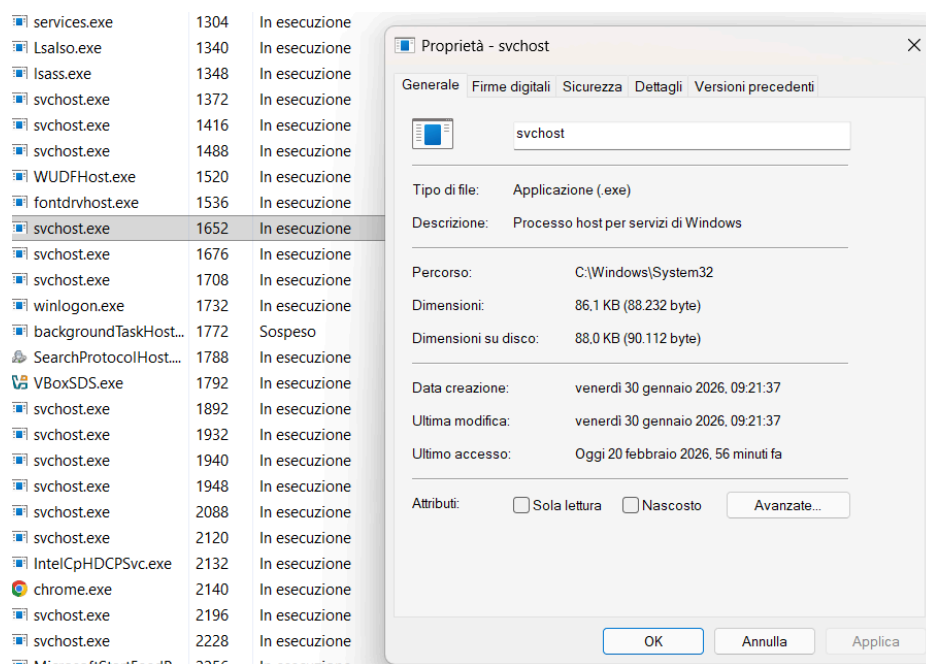 services.exe 1304 In esecuzione
LsaIso.exe 1340 In esecuzione
lsass.exe 1348 In esecuzione
svchost.exe 1372 In esecuzione
svchost.exe 1416 In esecuzione
svchost.exe 1488 In esecuzione
WUDFHost.exe 1520 In esecuzione
fontdrvhost.exe 1536 In esecuzione
svchost.exe 1652 In esecuzione
svchost.exe 1676 In esecuzione
svchost.exe 1708 In esecuzione
winlogon.exe 1732 In esecuzione
backgroundTaskHost... 1772 Sospeso
SearchProtocolHost.... 1788 In esecuzione
VBoxSDS.exe 1792 In esecuzione
svchost.exe 1892 In esecuzione
svchost.exe 1932 In esecuzione
svchost.exe 1940 In esecuzione
svchost.exe 1948 In esecuzione
svchost.exe 2088 In esecuzione
svchost.exe 2120 In esecuzione
IntelCpHDCPSvc.exe 2132 In esecuzione
chrome.exe 2140 In esecuzione
svchost.exe 2196 In esecuzione
svchost.exe 2228 In esecuzione
Proprietà - svchost
Generale Firme digitali Sicurezza Dettagli Versioni precedenti
svchost
Tipo di file: Applicazione (.exe)
Descrizione: Processo host per servizi di Windows
Percorso: C:\Windows\System32
Dimensioni: 86,1 KB (88.232 byte)
Dimensioni su disco: 88,0 KB (90.112 byte)
Data creazione: venerdì 30 gennaio 2026, 09:21:37
Ultima modifica: venerdì 30 gennaio 2026, 09:21:37
Ultimo accesso: Oggi 20 febbraio 2026, 56 minuti fa
Attributi: Sola lettura Nascosto Avanzate...
OK Annulla Applica